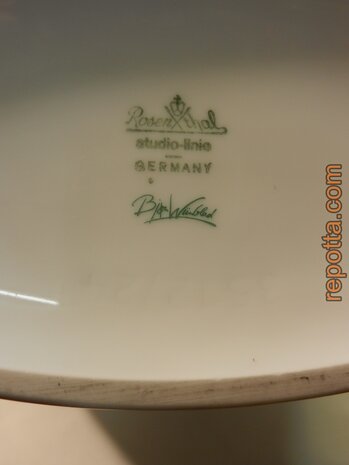 Rosenthal
studio-linie
GERMANY
Bjørn Wiinblad
repotta.com